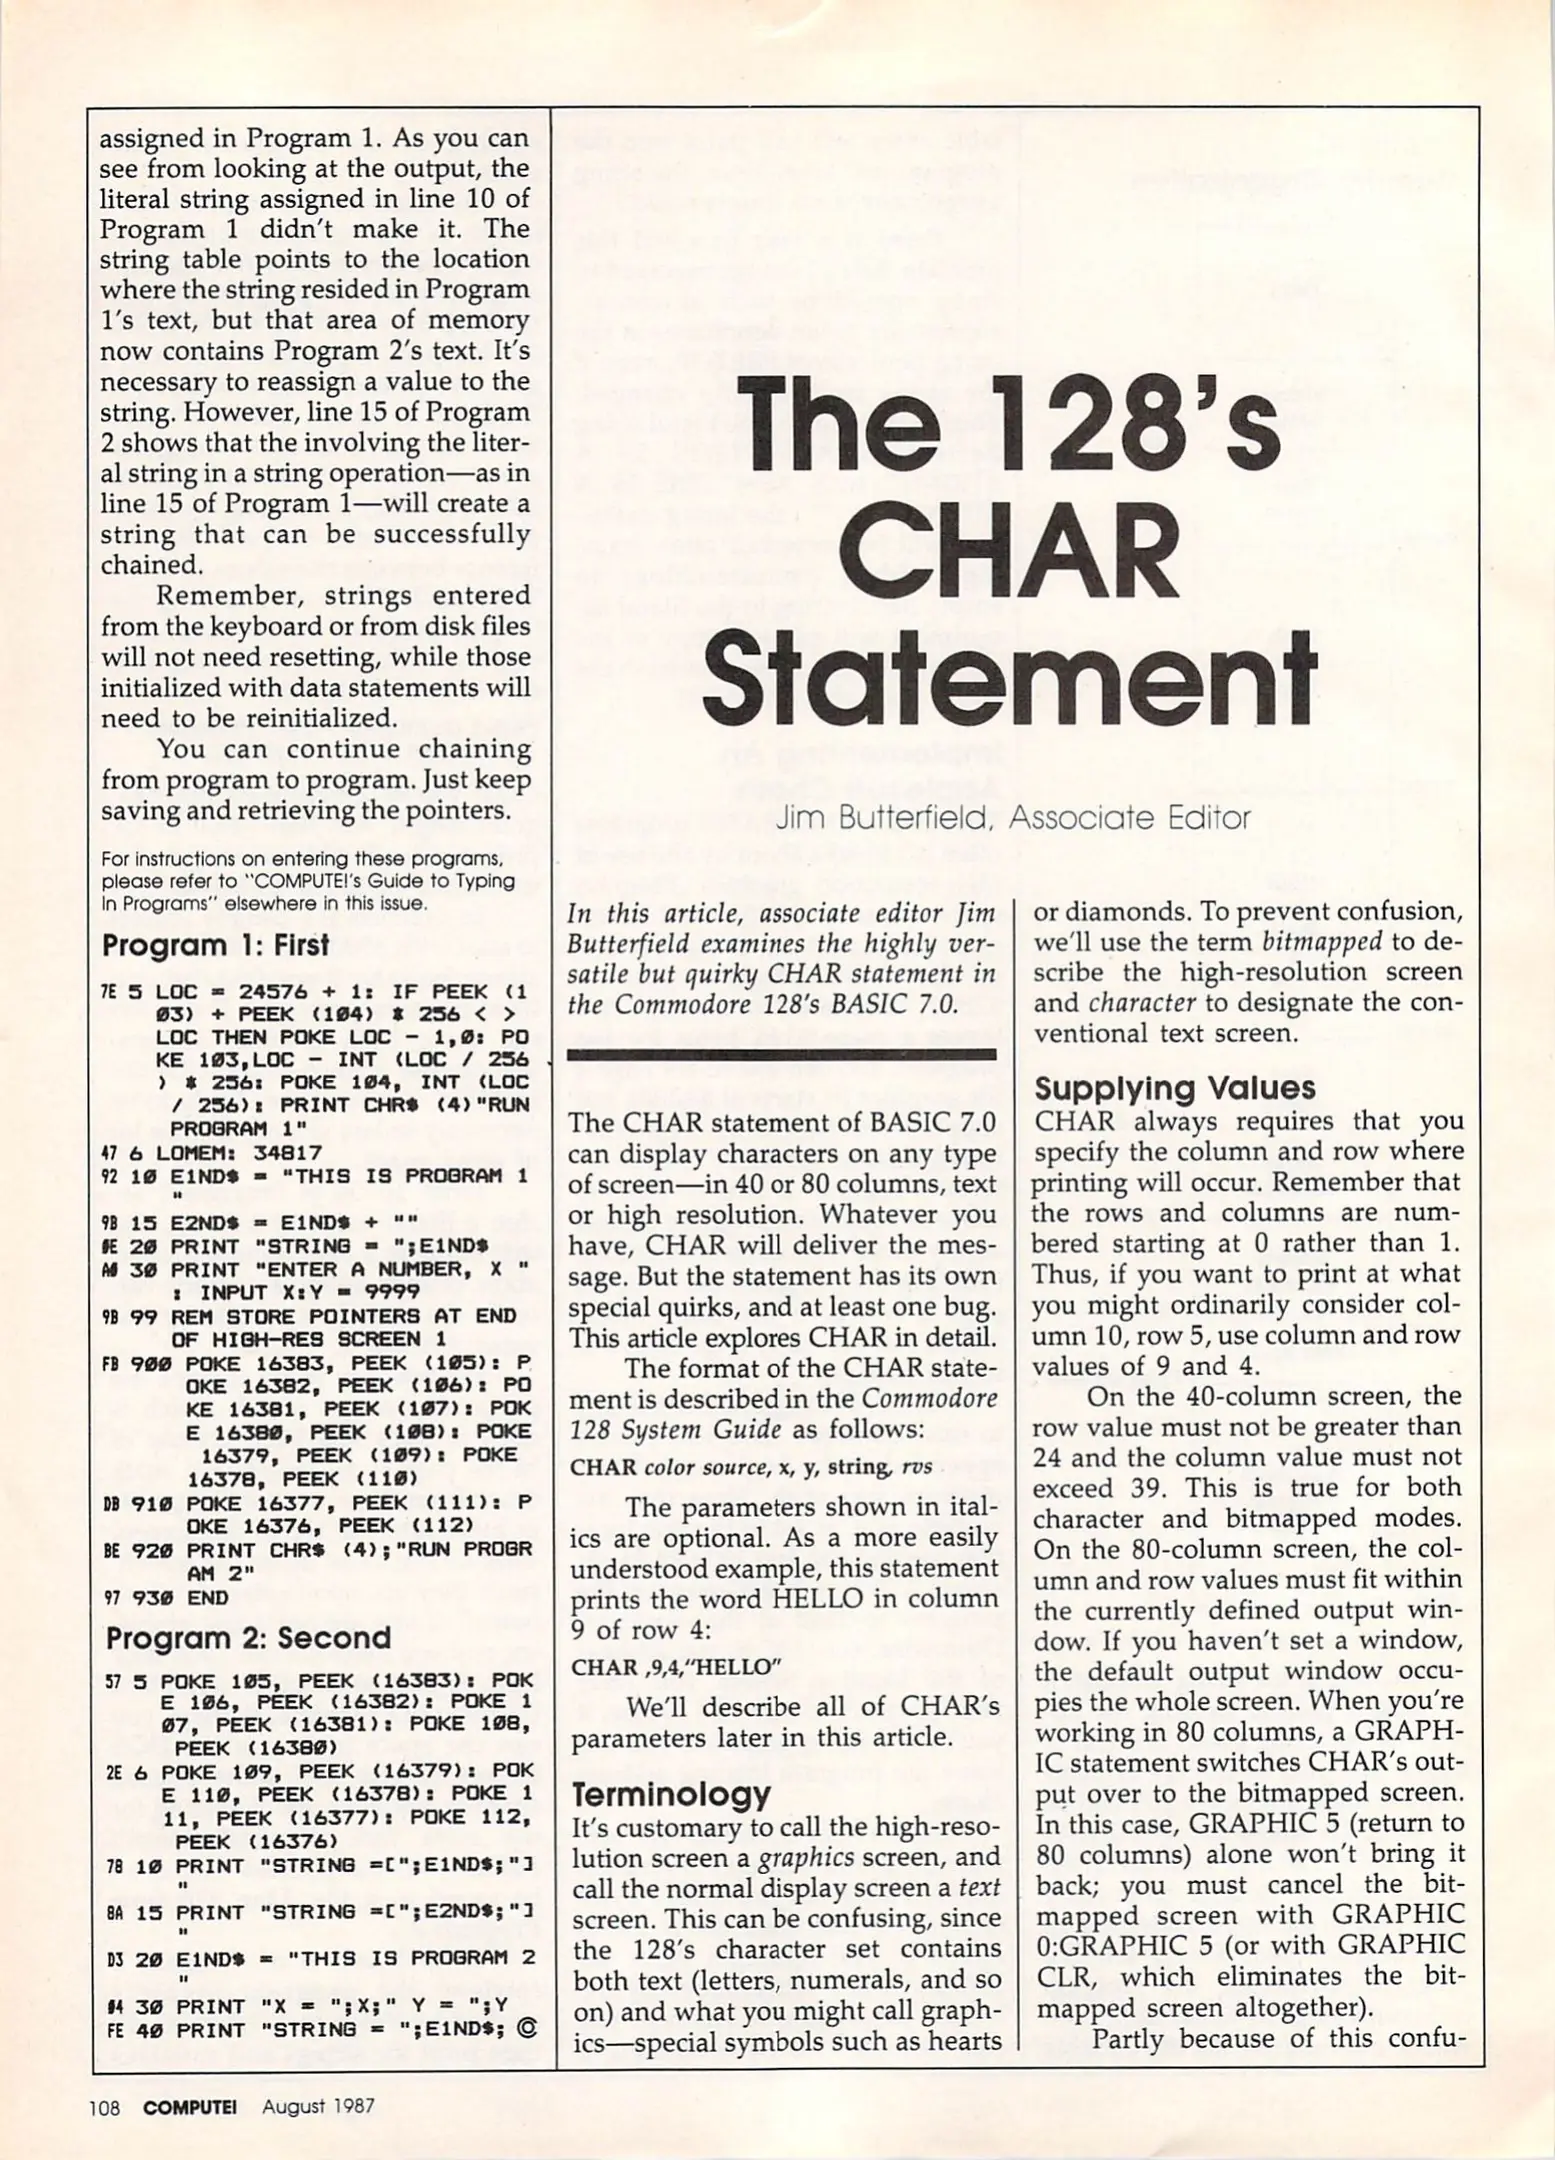 assigned in Program 1. As you can
see from looking at the output, the
literal string assigned in line 10 of
Program 1 didn't make it. The
string table points to the location
where the string resided in Program
1's text, but that area of memory
now contains Program 2's text. It's
necessary to reassign a value to the
string. However, line 15 of Program
2 shows that the involving the liter-
al string in a string operation—as in
line 15 of Program 1—will create a
string that can be successfully
chained.
Remember, strings entered
from the keyboard or from disk files
will not need resetting, while those
initialized with data statements will
need to be reinitialized.
You can continue chaining
from program to program. Just keep
saving and retrieving the pointers.
For instructions on entering these programs,
please refer to "COMPUTE!'s Guide to Typing
In Programs" elsewhere in this issue.
Program 1: First
7E 5 LOC = 24576 + 1: IF PEEK (1
03) + PEEK (104) * 256 < >
LOC THEN POKE LOC - 1,0: PO
KE 103,LOC - INT (LOC / 256
) * 256: POKE 104, INT (LOC
/ 256): PRINT CHR$ (4)"RUN
PROGRAM 1"
47 6 LOMEM: 34817
92 10 E1ND$ = "THIS IS PROGRAM 1
"
9B 15 E2ND$ = E1ND$ + ""
20 PRINT "STRING = ";E1ND$
A0 30 PRINT "ENTER A NUMBER, X "
: INPUT X:Y = 9999
9B 99 REM STORE POINTERS AT END
OF HIGH-RES SCREEN 1
FB 900 POKE 16383, PEEK (105): P
OKE 16382, PEEK (106): PO
KE 16381, PEEK (107): POK
E 16380, PEEK (108): POKE
16379, PEEK (109): POKE
16378, PEEK (110)
DB 910 POKE 16377, PEEK (111): P
OKE 16376, PEEK (112)
BE 920 PRINT CHR$ (4);"RUN PROGR
AM 2"
97 930 END
Program 2: Second
57 5 POKE 105, PEEK (16383): POK
E 106, PEEK (16382): POKE 1
07, PEEK (16381): POKE 108,
PEEK (16380)
2E 6 POKE 109, PEEK (16379): POK
E 110, PEEK (16378): POKE 1
11, PEEK (16377): POKE 112,
PEEK (16376)
78 10 PRINT "STRING =[";E1ND$;"]
"
8A 15 PRINT "STRING =[";E2ND$;"]
"
D3 20 E1ND$ = "THIS IS PROGRAM 2
"
30 PRINT "X = ";X;" Y = ";Y
FE 40 PRINT "STRING = ";E1ND$; ©
The 128's
CHAR
Statement
Jim Butterfield, Associate Editor
In this article, associate editor Jim
Butterfield examines the highly ver-
satile but quirky CHAR statement in
the Commodore 128's BASIC 7.0.
The CHAR statement of BASIC 7.0
can display characters on any type
of screen—in 40 or 80 columns, text
or high resolution. Whatever you
have, CHAR will deliver the mes-
sage. But the statement has its own
special quirks, and at least one bug.
This article explores CHAR in detail.
The format of the CHAR state-
ment is described in the Commodore
128 System Guide as follows:
CHAR color source, x, y, string, rvs
The parameters shown in ital-
ics are optional. As a more easily
understood example, this statement
prints the word HELLO in column
9 of row 4:
CHAR ,9,4,"HELLO"
We'll describe all of CHAR's
parameters later in this article.
Terminology
It's customary to call the high-reso-
lution screen a graphics screen, and
call the normal display screen a text
screen. This can be confusing, since
the 128's character set contains
both text (letters, numerals, and so
on) and what you might call graph-
ics—special symbols such as hearts
or diamonds. To prevent confusion,
we'll use the term bitmapped to de-
scribe the high-resolution screen
and character to designate the con-
ventional text screen.
Supplying Values
CHAR always requires that you
specify the column and row where
printing will occur. Remember that
the rows and columns are num-
bered starting at 0 rather than 1.
Thus, if you want to print at what
you might ordinarily consider col-
umn 10, row 5, use column and row
values of 9 and 4.
On the 40-column screen, the
row value must not be greater than
24 and the column value must not
exceed 39. This is true for both
character and bitmapped modes.
On the 80-column screen, the col-
umn and row values must fit within
the currently defined output win-
dow. If you haven't set a window,
the default output window occu-
pies the whole screen. When you're
working in 80 columns, a GRAPH-
IC statement switches CHAR's out-
put over to the bitmapped screen.
In this case, GRAPHIC 5 (return to
80 columns) alone won't bring it
back; you must cancel the bit-
mapped screen with GRAPHIC
0:GRAPHIC 5 (or with GRAPHIC
CLR, which eliminates the bit-
mapped screen altogether).
Partly because of this confu-
108 COMPUTE! August 1987